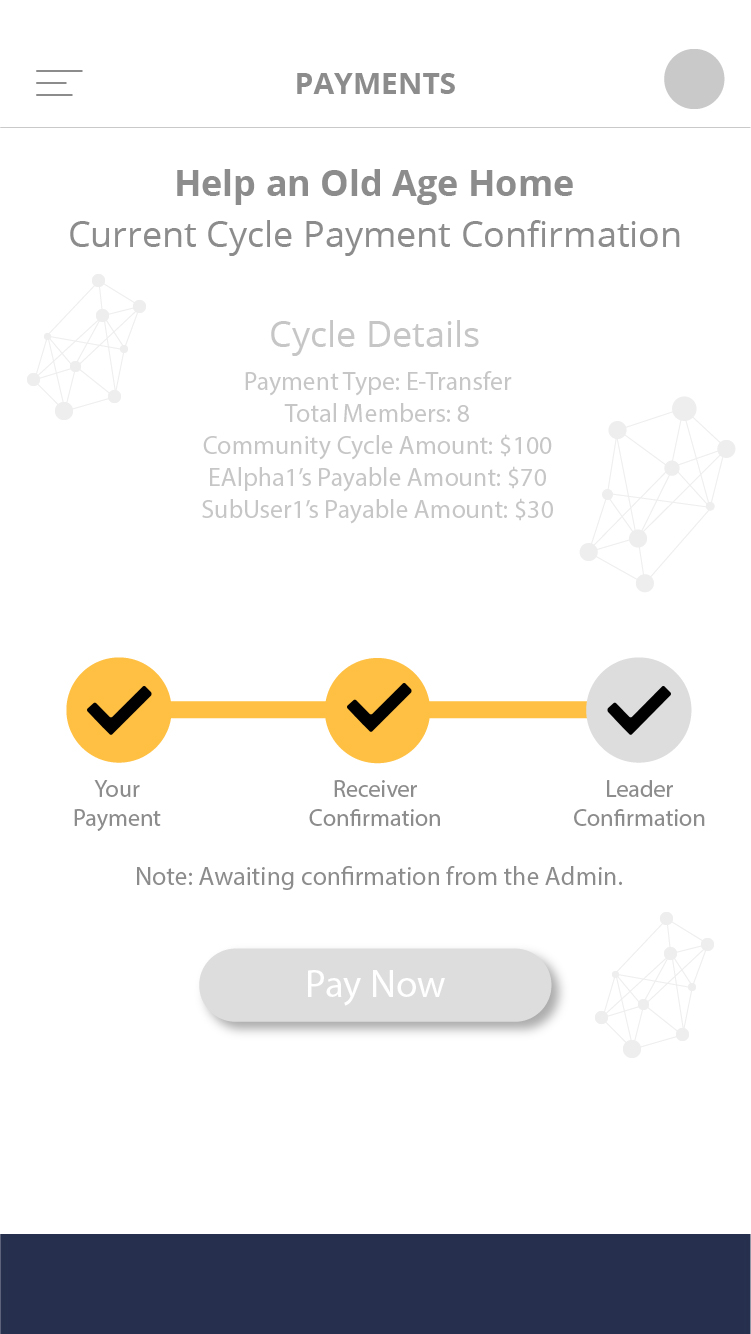 PAYMENTS
Help an Old Age Home
Current Cycle Payment Confirmation
Cycle Details
Payment Type: E-Transfer
Total Members: 8
Community Cycle Amount: $100
EAlpha1's Payable Amount: $70
SubUser1's Payable Amount: $30
Your
Payment
Receiver
Confirmation
Leader
Confirmation
Note: Awaiting confirmation from the Admin.
Pay Now